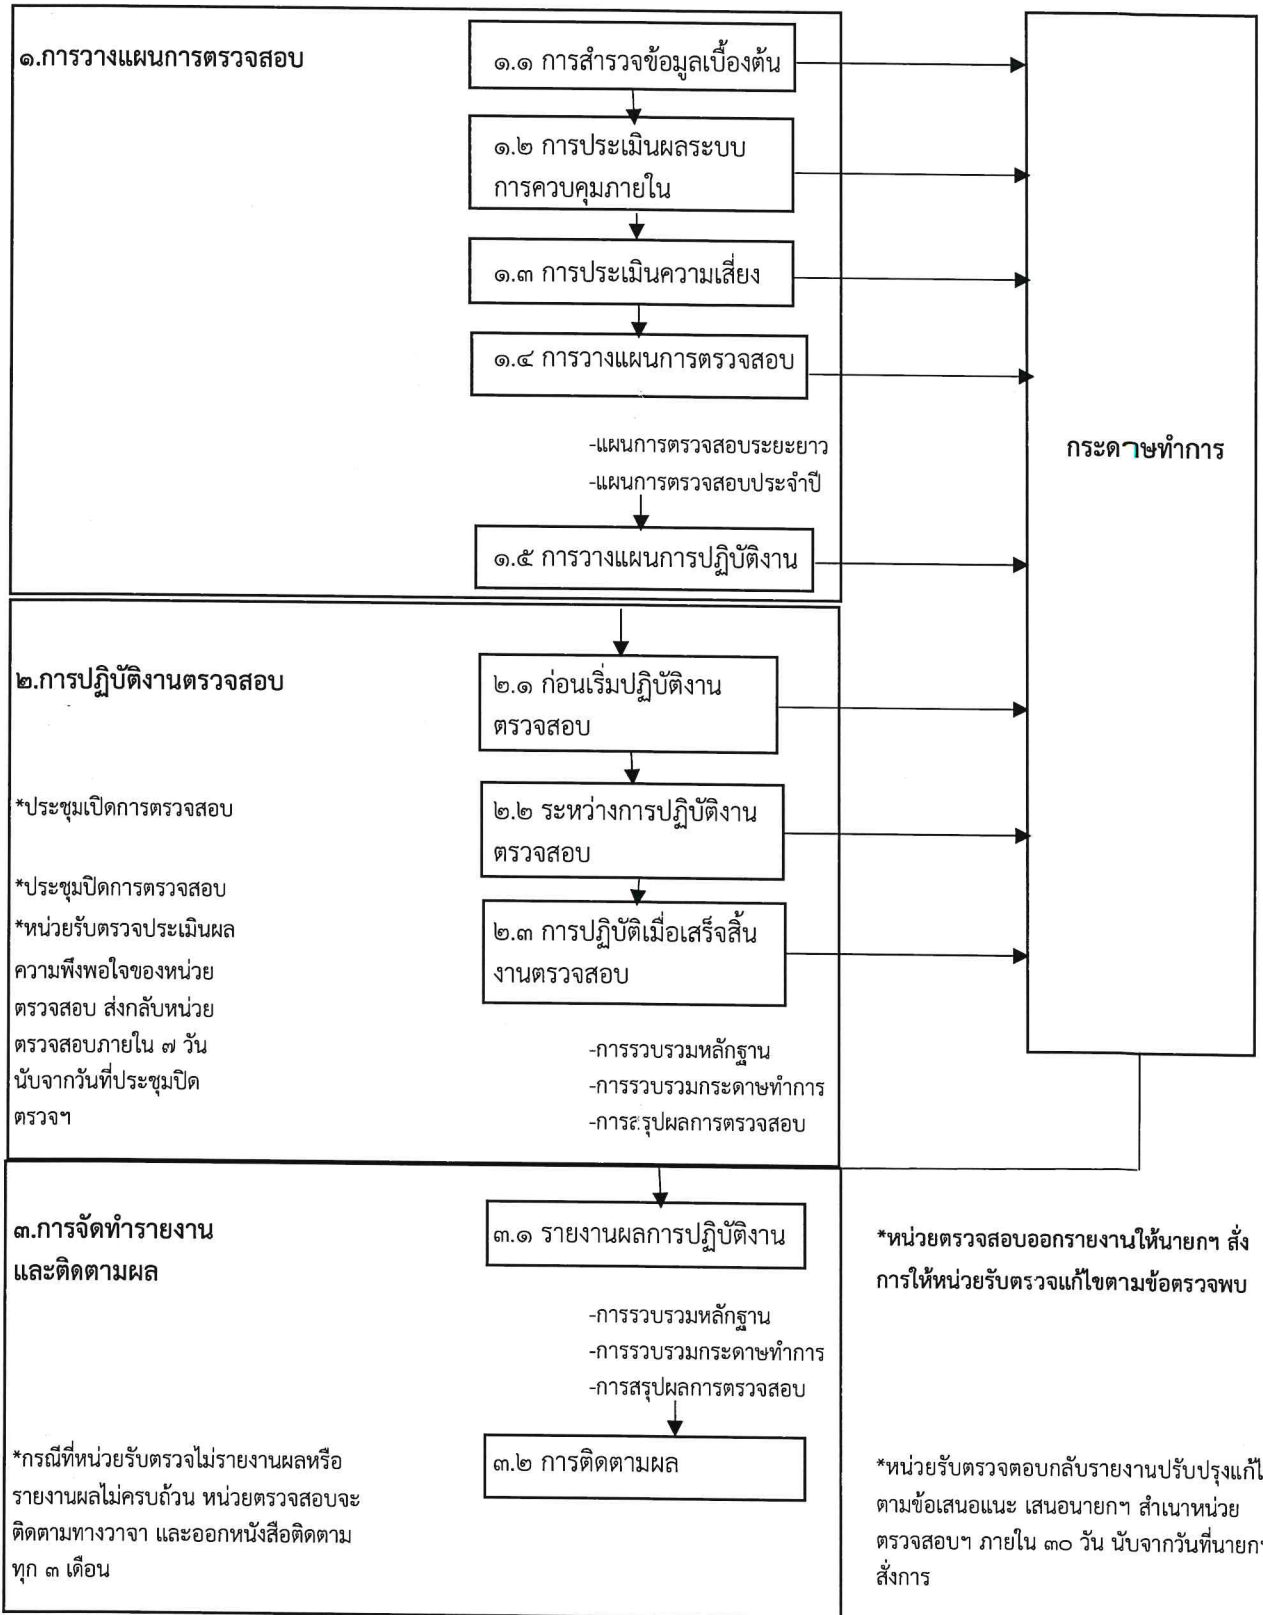 ๑.การวางแผนการตรวจสอบ
๑.๑ การสำรวจข้อมูลเบื้องต้น
๑.๒ การประเมินผลระบบ
การควบคุมภายใน
๑.๓ การประเมินความเสี่ยง
๑.๔ การวางแผนการตรวจสอบ
-แผนการตรวจสอบระยะยาว
-แผนการตรวจสอบประจำปี
๑.๕ การวางแผนการปฏิบัติงาน
กระดาษทำการ
๒.การปฏิบัติงานตรวจสอบ
๒.๑ ก่อนเริ่มปฏิบัติงาน
ตรวจสอบ
*ประชุมเปิดการตรวจสอบ
๒.๒ ระหว่างการปฏิบัติงาน
ตรวจสอบ
*ประชุมปิดการตรวจสอบ
*หน่วยรับตรวจประเมินผล
ความพึงพอใจของหน่วย
ตรวจสอบ ส่งกลับหน่วย
ตรวจสอบภายใน ๗ วัน
นับจากวันที่ประชุมปิด
ตรวจฯ
๒.๓ การปฏิบัติเมื่อเสร็จสิ้น
งานตรวจสอบ
-การรวบรวมหลักฐาน
-การรวบรวมกระดาษทำการ
-การสรุปผลการตรวจสอบ
๓.การจัดทำรายงาน
และติดตามผล
๓.๑ รายงานผลการปฏิบัติงาน
*หน่วยตรวจสอบออกรายงานให้นายกฯ สั่ง
การให้หน่วยรับตรวจแก้ไขตามข้อตรวจพบ
-การรวบรวมหลักฐาน
-การรวบรวมกระดาษทำการ
-การสรุปผลการตรวจสอบ
*กรณีที่หน่วยรับตรวจไม่รายงานผลหรือ
รายงานผลไม่ครบถ้วน หน่วยตรวจสอบจะ
ติดตามทางวาจา และออกหนังสือติดตาม
ทุก ๓ เดือน
๓.๒ การติดตามผล
*หน่วยรับตรวจตอบกลับรายงานปรับปรุงแก้ไ
ตามข้อเสนอแนะ เสนอนายกฯ สำเนาหน่วย
ตรวจสอบฯ ภายใน ๓๐ วัน นับจากวันที่นายกฯ
สั่งการ